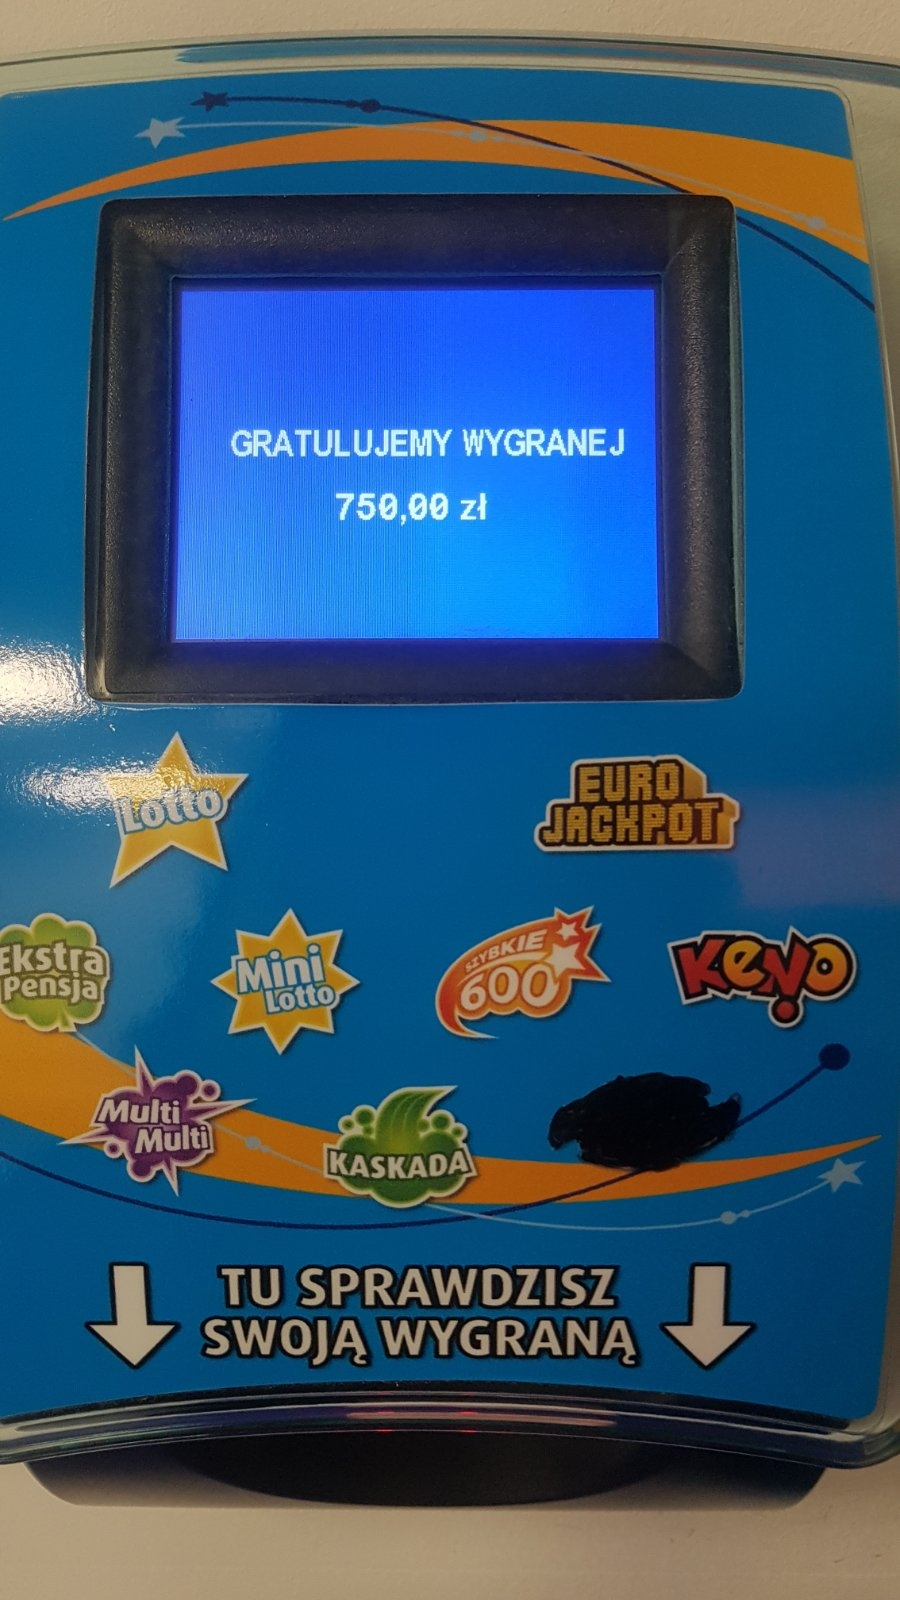 GRATULUJEMY WYGRANEJ
750,00 zł
Lotto
EURO
JACKPOT
Ekstra
Pensja
Mini
Lotto
SZYBKIE
600
KENO
Multi
Multi
KASKADA
TU SPRAWDZISZ
SWOJĄ WYGRANĄ